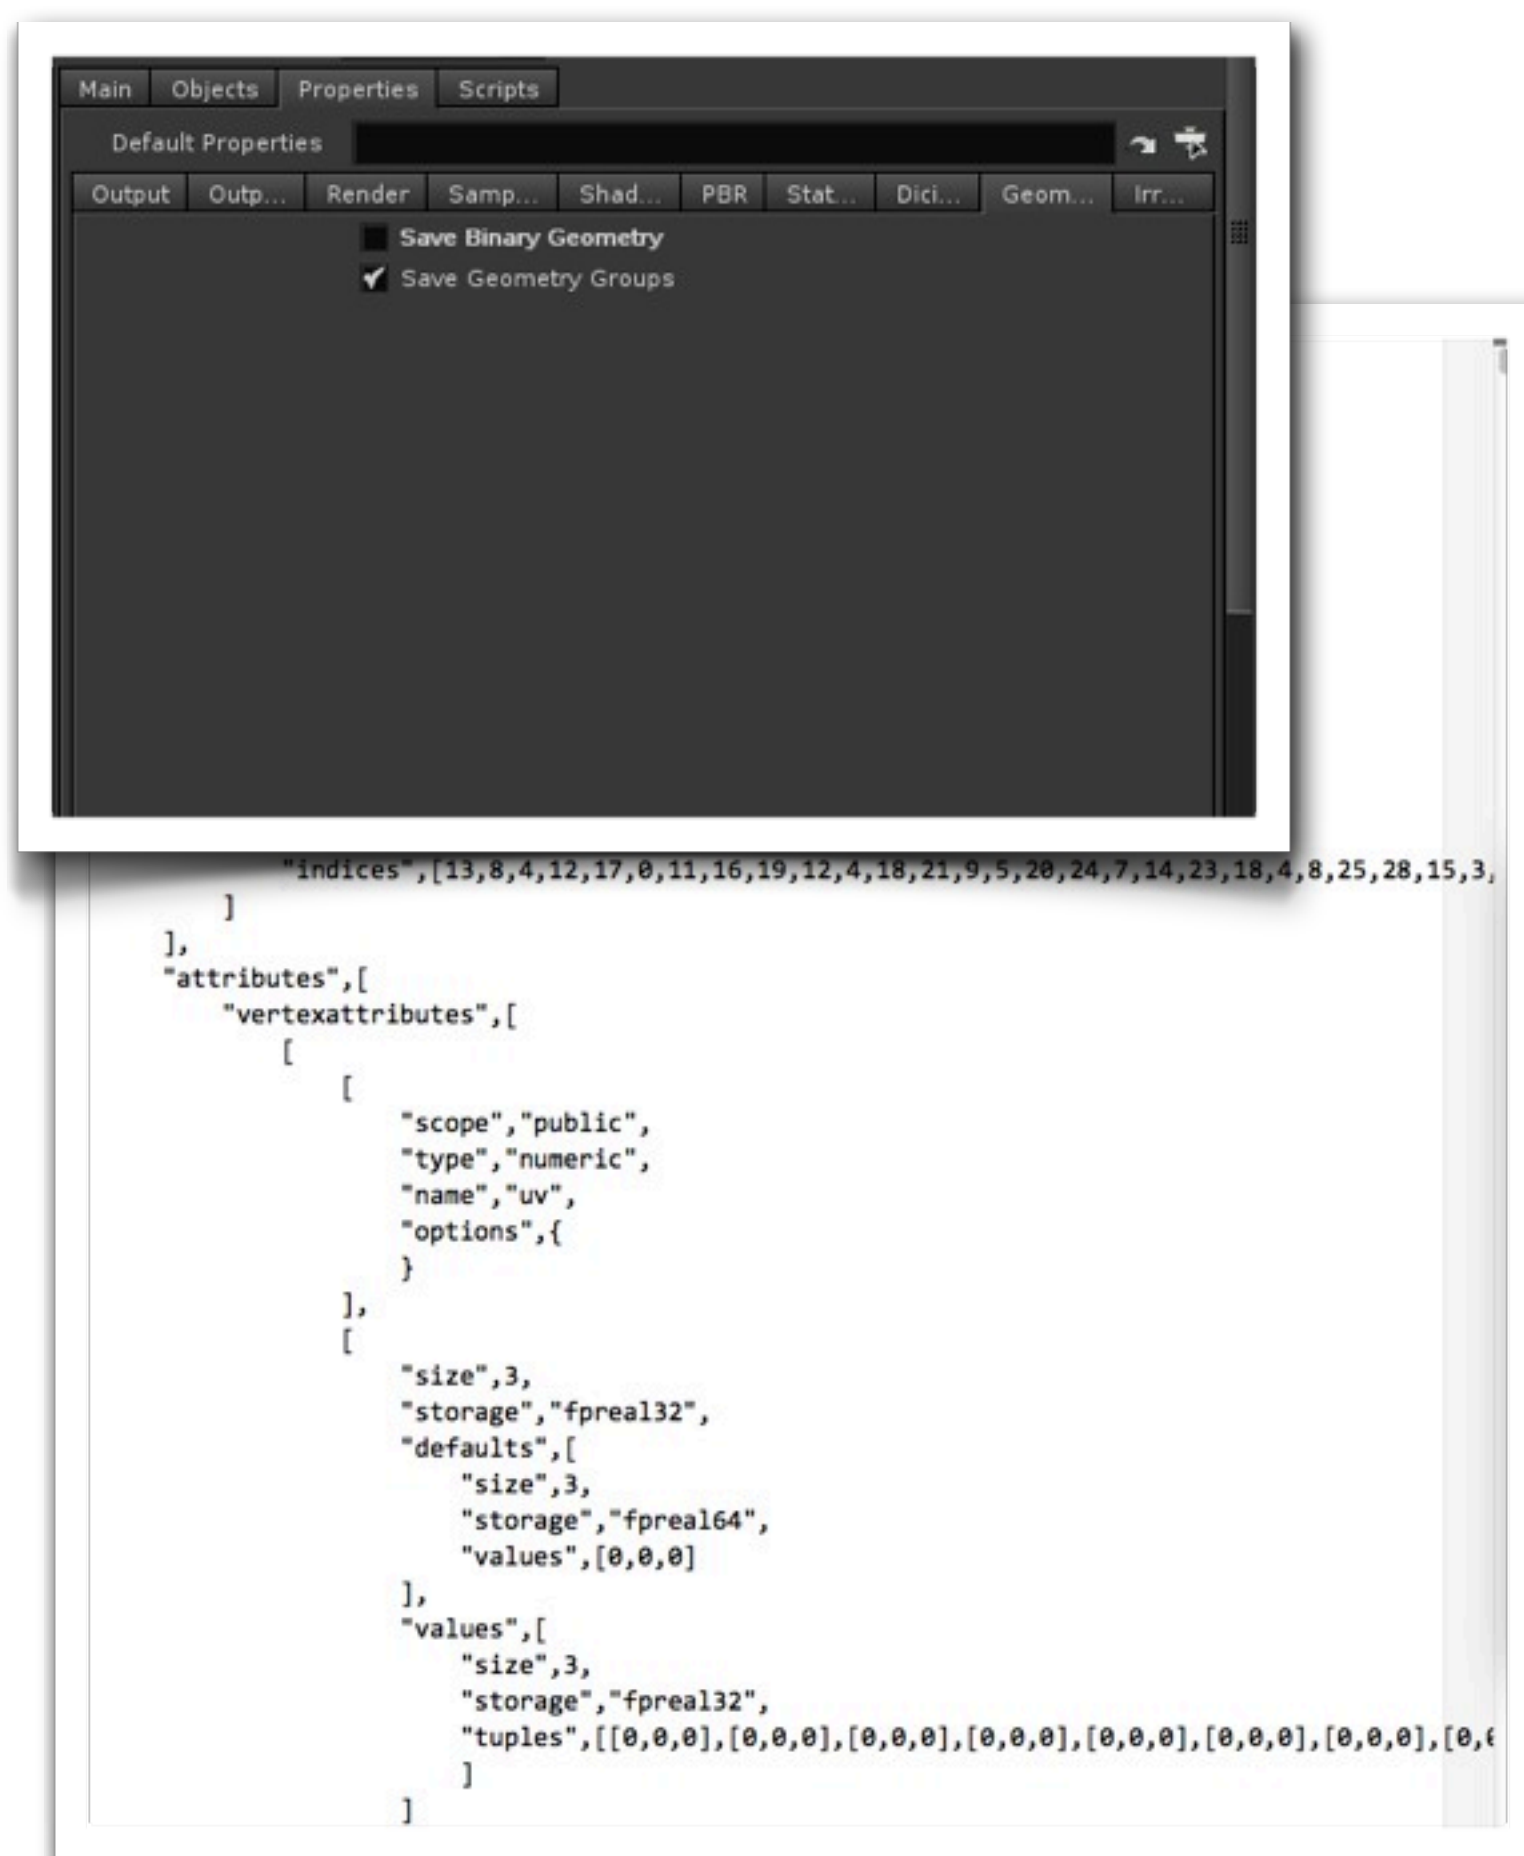 Main Objects Properties Scripts
Default Properties
Output Outp... Render Samp... Shad... PBR Stat... Dici... Geom... Irr...
Save Binary Geometry
Save Geometry Groups
"indices",[13,8,4,12,17,0,11,16,19,12,4,18,21,9,5,20,24,7,14,23,18,4,8,25,28,15,3,
]
],
"attributes",[
"vertexattributes",[
[
[
"scope","public",
"type","numeric",
"name","uv",
"options",{
}
],
[
"size",3,
"storage","fpreal32",
"defaults",[
"size",3,
"storage","fpreal64",
"values",[0,0,0]
],
"values",[
"size",3,
"storage","fpreal32",
"tuples",[[0,0,0],[0,0,0],[0,0,0],[0,0,0],[0,0,0],[0,0,0],[0,0,0],[0,
]
]